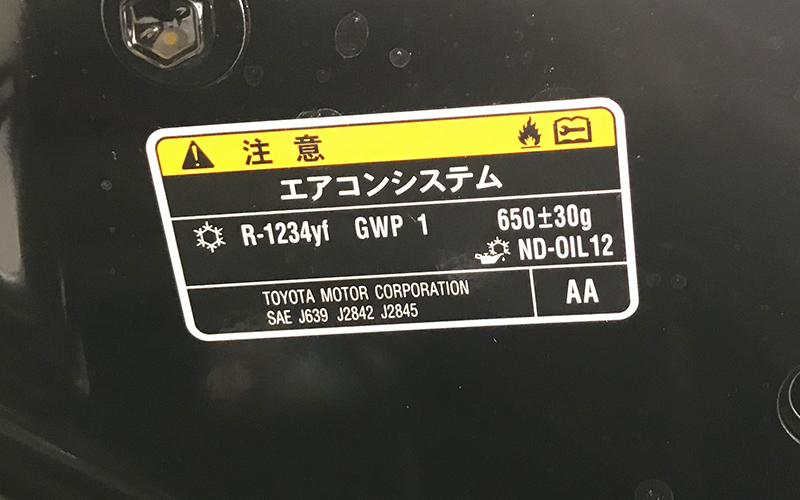 注意
エアコンシステム
R-1234yf GWP 1 650±30g
ND-OIL12
TOYOTA MOTOR CORPORATION
SAE J639 J2842 J2845
AA